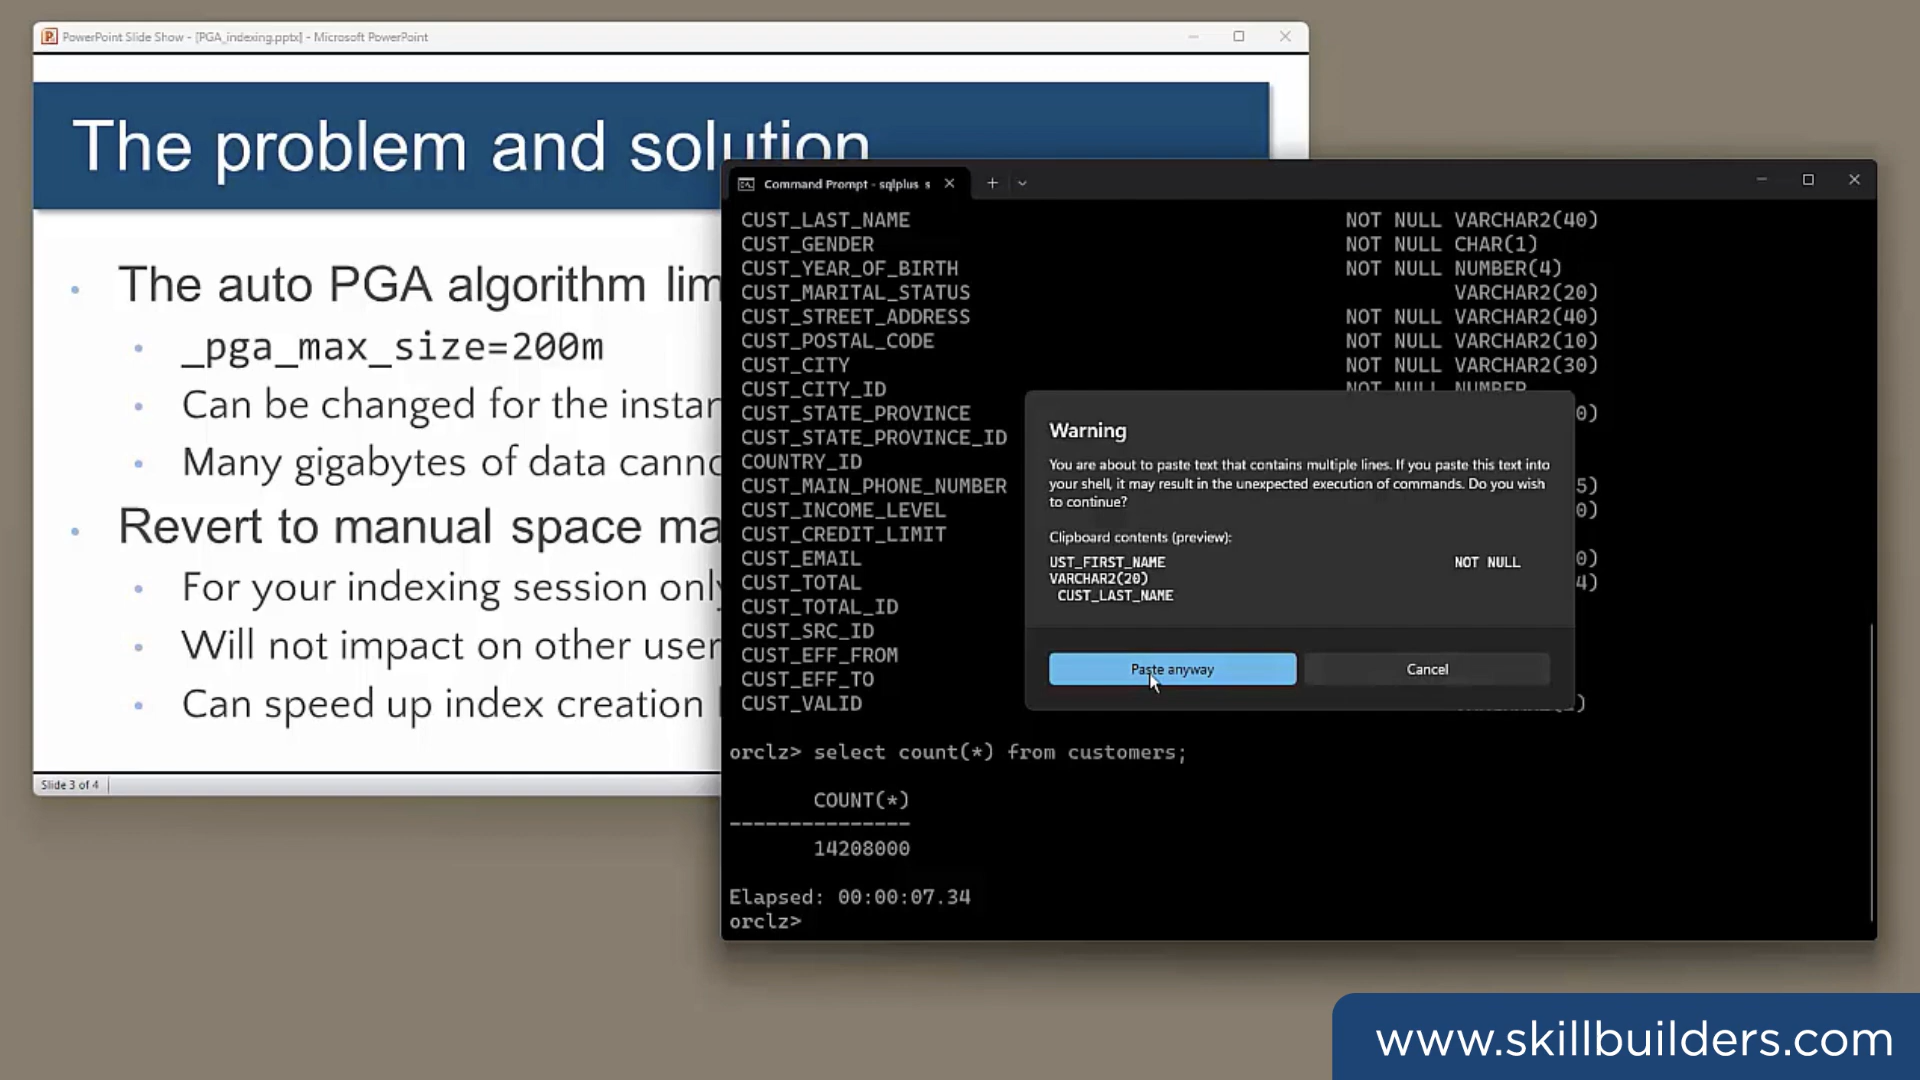 PowerPoint Slide Show - [PGA_indexing.pptx] - Microsoft PowerPoint
The problem and solution
• The auto PGA algorithm lim
• _pga_max_size=200m
• Can be changed for the instan
• Many gigabytes of data canno
• Revert to manual space ma
• For your indexing session only
• Will not impact on other user
• Can speed up index creation
Slide 3 of 4
Command Prompt - sqlplus s
CUST_LAST_NAME NOT NULL VARCHAR2(40)
CUST_GENDER NOT NULL CHAR(1)
CUST_YEAR_OF_BIRTH NOT NULL NUMBER(4)
CUST_MARITAL_STATUS VARCHAR2(20)
CUST_STREET_ADDRESS NOT NULL VARCHAR2(40)
CUST_POSTAL_CODE NOT NULL VARCHAR2(10)
CUST_CITY NOT NULL VARCHAR2(30)
CUST_CITY_ID NOT NULL NUMBER
CUST_STATE_PROVINCE 0)
CUST_STATE_PROVINCE_ID
COUNTRY_ID
CUST_MAIN_PHONE_NUMBER 5)
CUST_INCOME_LEVEL 0)
CUST_CREDIT_LIMIT
CUST_EMAIL 0)
CUST_TOTAL 4)
CUST_TOTAL_ID
CUST_SRC_ID
CUST_EFF_FROM
CUST_EFF_TO
CUST_VALID
orclz> select count(*) from customers;
COUNT(*)
---------------
14208000
Elapsed: 00:00:07.34
orclz>
Warning
You are about to paste text that contains multiple lines. If you paste this text into
your shell, it may result in the unexpected execution of commands. Do you wish
to continue?
Clipboard contents (preview):
UST_FIRST_NAME NOT NULL
VARCHAR2(20)
CUST_LAST_NAME
Paste anyway
Cancel
www.skillbuilders.com